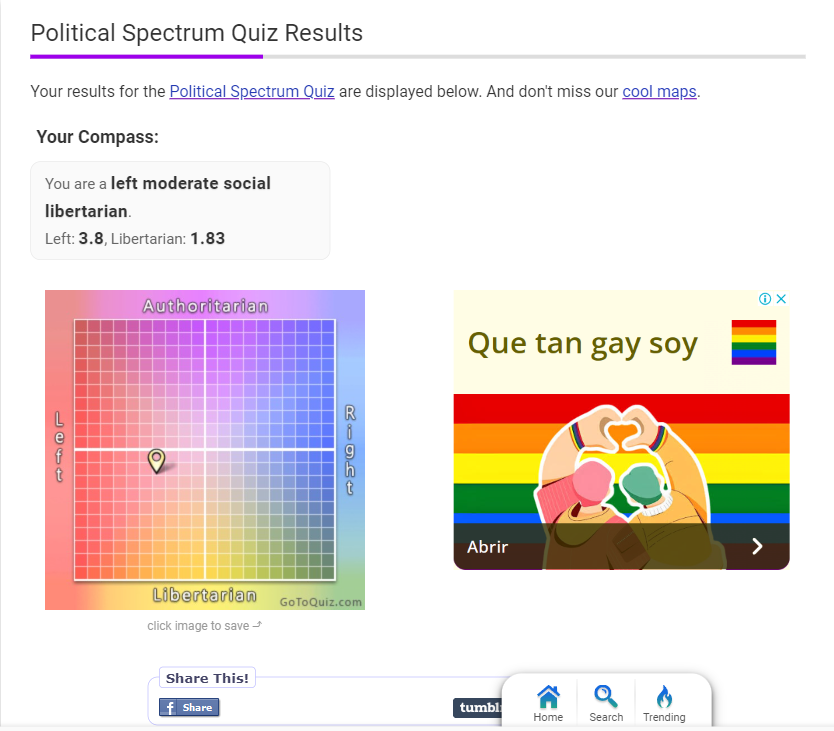 Political Spectrum Quiz Results
Your results for the Political Spectrum Quiz are displayed below. And don't miss our cool maps.
Your Compass:
You are a left moderate social
libertarian.
Left: 3.8, Libertarian: 1.83
Authoritarian
Left
Right
Libertarian
GoToQuiz.com
click image to save
Que tan gay soy
Abrir
Share This!
f Share
tumbl
Home
Search
Trending